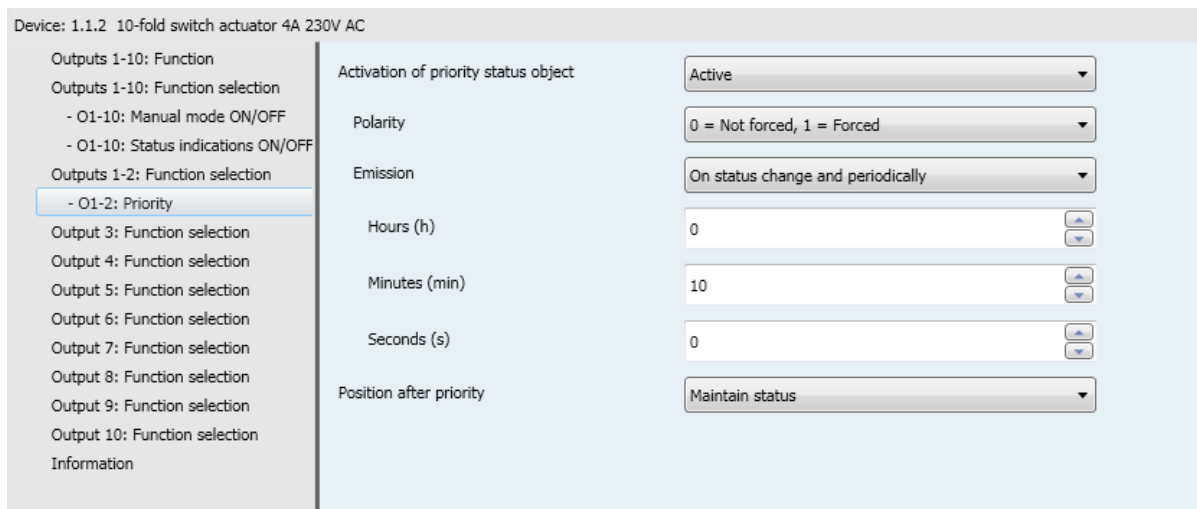 Device: 1.1.2 10-fold switch actuator 4A 230V AC
Outputs 1-10: Function
Outputs 1-10: Function selection
- O1-10: Manual mode ON/OFF
- O1-10: Status indications ON/OFF
Outputs 1-2: Function selection
- O1-2: Priority
Output 3: Function selection
Output 4: Function selection
Output 5: Function selection
Output 6: Function selection
Output 7: Function selection
Output 8: Function selection
Output 9: Function selection
Output 10: Function selection
Information
Activation of priority status object Active
Polarity 0 = Not forced, 1 = Forced
Emission On status change and periodically
Hours (h) 0
Minutes (min) 10
Seconds (s) 0
Position after priority Maintain status